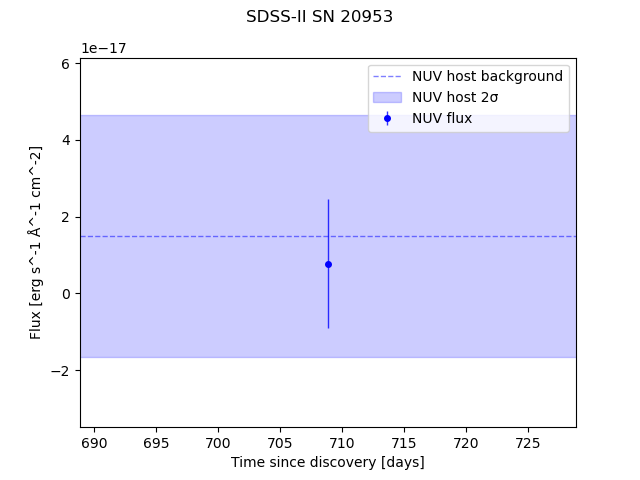 SDSS-II SN 20953
1e−17
NUV host background
NUV host 2σ
NUV flux
6
4
2
0
−2
Flux [erg s^-1 Å^-1 cm^-2]
690 695 700 705 710 715 720 725
Time since discovery [days]